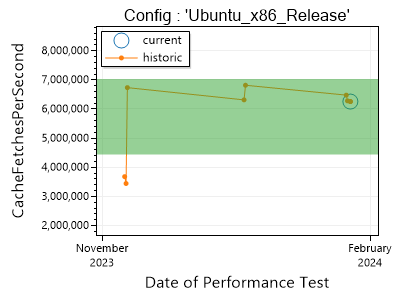 Config : 'Ubuntu_x86_Release'
current
historic
CacheFetchesPerSecond
8,000,000
7,000,000
6,000,000
5,000,000
4,000,000
3,000,000
2,000,000
November
2023
February
2024
Date of Performance Test